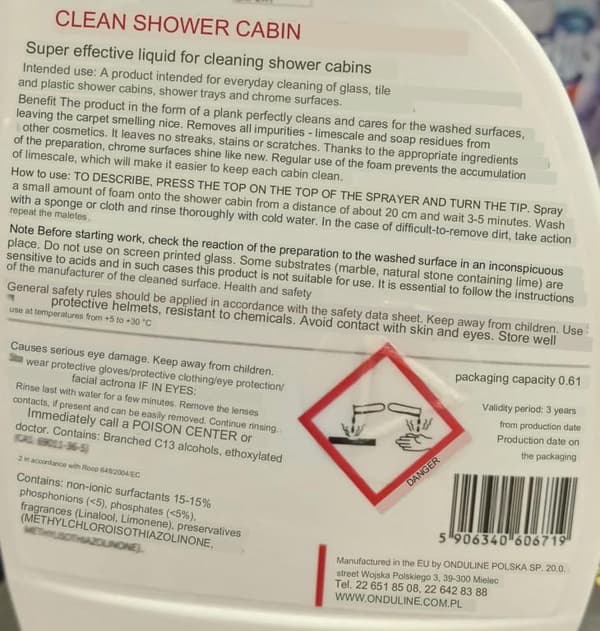 CLEAN SHOWER CABIN
Super effective liquid for cleaning shower cabins
Intended use: A product intended for everyday cleaning of glass, tile
and plastic shower cabins, shower trays and chrome surfaces.
Benefit The product in the form of a plank perfectly cleans and cares for the washed surfaces,
leaving the carpet smelling nice. Removes all impurities - limescale and soap residues from
other cosmetics. It leaves no streaks, stains or scratches. Thanks to the appropriate ingredients
of the preparation, chrome surfaces shine like new. Regular use of the foam prevents the accumulation
of limescale, which will make it easier to keep each cabin clean.
How to use: TO DESCRIBE, PRESS THE TOP ON THE TOP OF THE SPRAYER AND TURN THE TIP. Spray
a small amount of foam onto the shower cabin from a distance of about 20 cm and wait 3-5 minutes. Wash
with a sponge or cloth and rinse thoroughly with cold water. In the case of difficult-to-remove dirt, take action
repeat the maletes.
Note Before starting work, check the reaction of the preparation to the washed surface in an inconspicuous
place. Do not use on screen printed glass. Some substrates (marble, natural stone containing lime) are
sensitive to acids and in such cases this product is not suitable for use. It is essential to follow the instructions
of the manufacturer of the cleaned surface. Health and safety
General safety rules should be applied in accordance with the safety data sheet. Keep away from children. Use
protective helmets, resistant to chemicals. Avoid contact with skin and eyes. Store well
use at temperatures from +5 to +30 °C
Causes serious eye damage. Keep away from children.
wear protective gloves/protective clothing/eye protection/
facial actrona IF IN EYES:
Rinse last with water for a few minutes. Remove the lenses
contacts, if present and can be easily removed. Continue rinsing.
Immediately call a POISON CENTER or
doctor. Contains: Branched C13 alcohols, ethoxylated
2 in accordance with Rozp 648/2004/EC
Contains: non-ionic surfactants 15-15%
phosphonions (<5), phosphates (<5%),
fragrances (Linalool, Limonene), preservatives
(METHYLCHLOROISOTHIAZOLINONE,
DANGER
packaging capacity 0.61
Validity period: 3 years
from production date
Production date on
the packaging
5 906340 606719
Manufactured in the EU by ONDULINE POLSKA SP. 20.0.
street Wojska Polskiego 3, 39-300 Mielec
Tel. 22 651 85 08, 22 642 83 88
WWW.ONDULINE.COM.PL